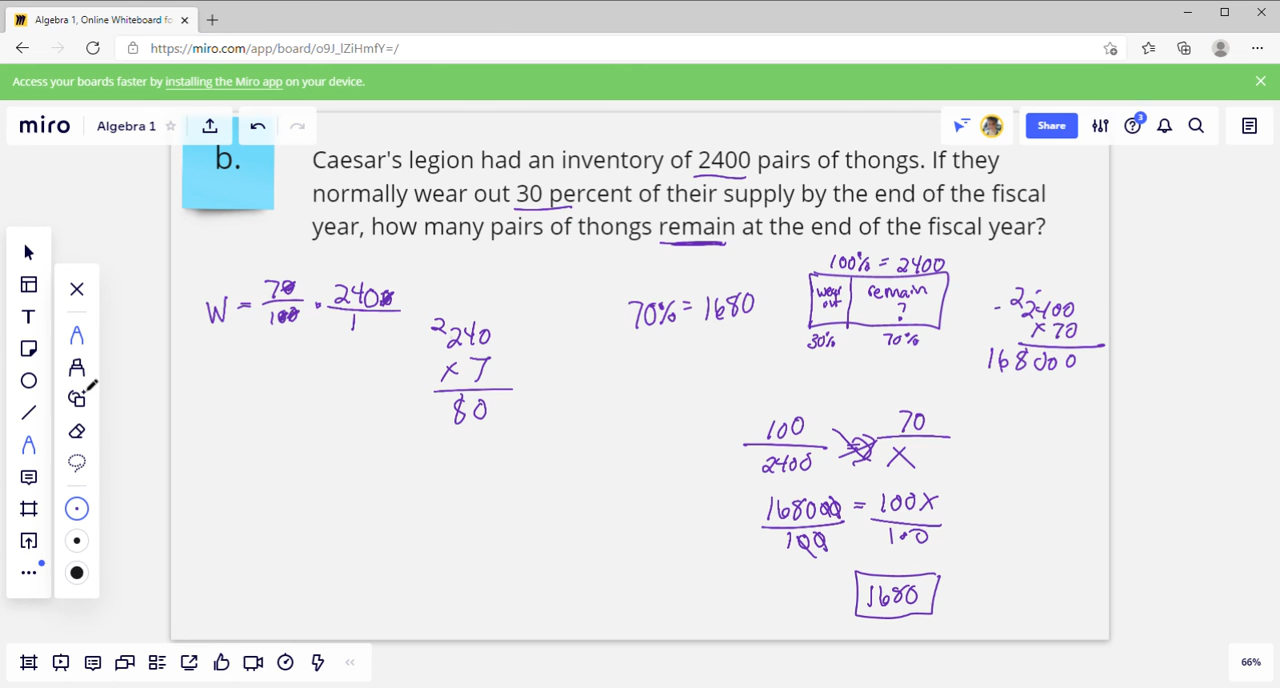 Algebra 1, Online Whiteboard fo
https://miro.com/app/board/o9J_lZiHmfY=/
Access your boards faster by installing the Miro app on your device.
miro
Algebra 1
Share
3
b.
Caesar's legion had an inventory of 2400 pairs of thongs. If they
normally wear out 30 percent of their supply by the end of the fiscal
year, how many pairs of thongs remain at the end of the fiscal year?
W = 70/100 · 2400/1
2
240
x 7
80
70% = 1680
100% = 2400
wear out
remain
?
30%
70%
2
2400
x 70
168000
100/2400 = 70/X
168000/100 = 100X/100
1680
66%